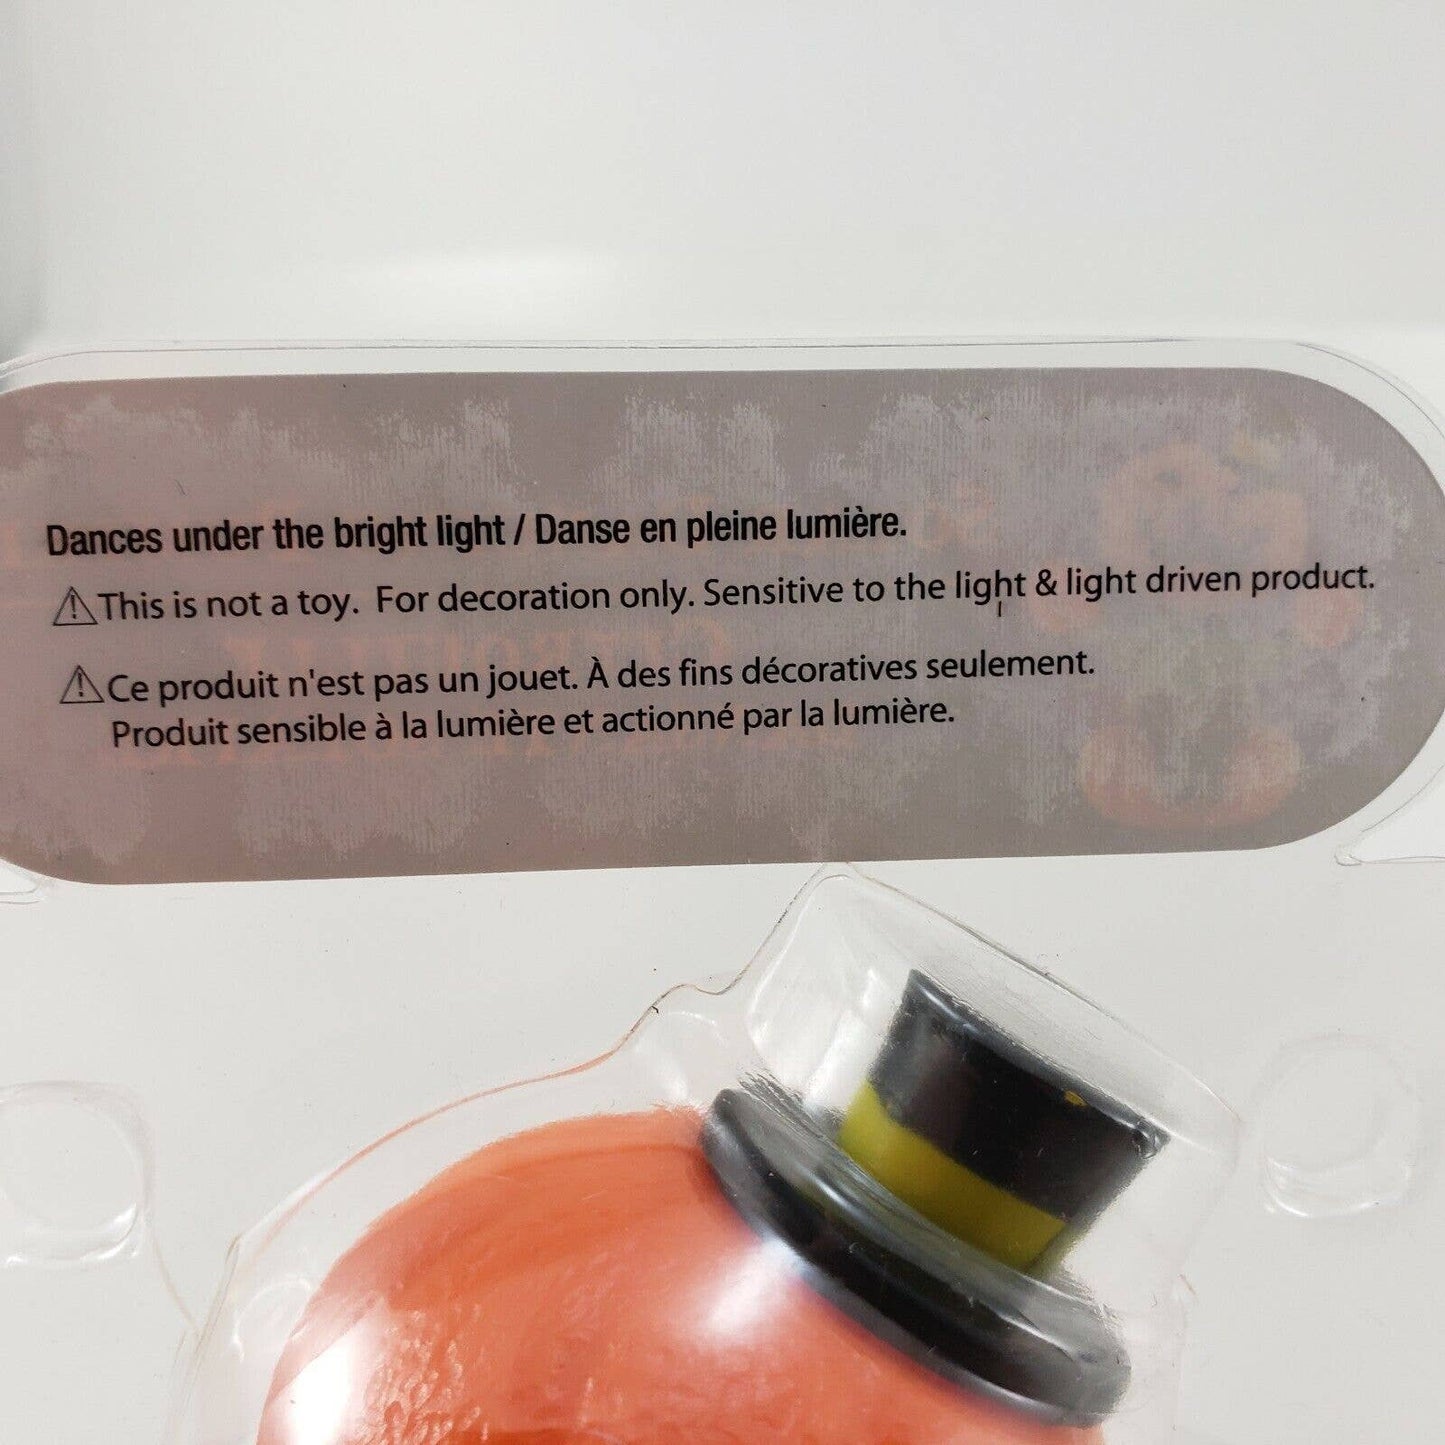 Dances under the bright light / Danse en pleine lumière.
⚠This is not a toy. For decoration only. Sensitive to the light & light driven product.
⚠Ce produit n'est pas un jouet. À des fins décoratives seulement.
Produit sensible à la lumière et actionné par la lumière.